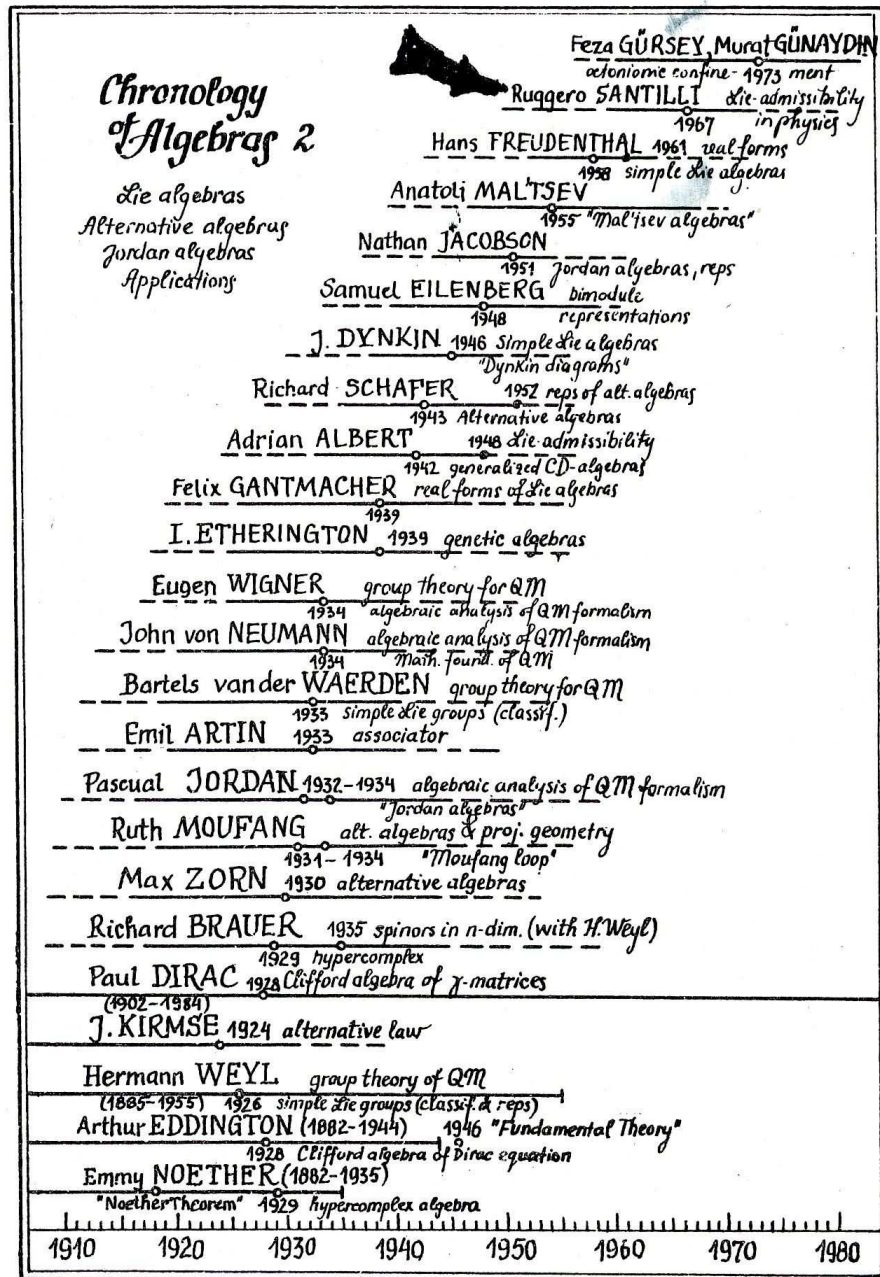 Chronology
of Algebras 2
Lie algebras
Alternative algebras
Jordan algebras
Applications
Feza GÜRSEY, Murat GÜNAYDIN
octonionic confine- 1973 ment
Ruggero SANTILLI Lie-admissibility
1967 in physics
Hans FREUDENTHAL 1961 real forms
1958 simple Lie algebras
Anatoli MAL'TSEV
1955 "Mal'tsev algebras"
Nathan JACOBSON
1951 Jordan algebras, reps
Samuel EILENBERG bimodule
1948 representations
J. DYNKIN 1946 Simple Lie algebras
"Dynkin diagrams"
Richard SCHAFER 1952 reps of alt. algebras
1943 Alternative algebras
Adrian ALBERT 1948 Lie-admissibility
1942 generalized CD-algebras
Felix GANTMACHER real forms of Lie algebras
1939
I. ETHERINGTON 1939 genetic algebras
Eugen WIGNER group theory for QM
1934 algebraic analysis of QM formalism
John von NEUMANN algebraic analysis of QM formalism
1934 Math. found. of QM
Bartels van der WAERDEN group theory for QM
1933 simple Lie groups (classif.)
Emil ARTIN 1933 associator
Pascual JORDAN 1932-1934 algebraic analysis of QM formalism
"Jordan algebras"
Ruth MOUFANG alt. algebras & proj. geometry
1931-1934 "Moufang loop"
Max ZORN 1930 alternative algebras
Richard BRAUER 1935 spinors in n-dim. (with H. Weyl)
1929 hypercomplex
Paul DIRAC 1928 Clifford algebra of γ-matrices
(1902-1984)
J. KIRMSE 1924 alternative law
Hermann WEYL group theory of QM
(1885-1955) 1926 simple Lie groups (classif. & reps)
Arthur EDDINGTON (1882-1944) 1946 "Fundamental Theory"
1928 Clifford algebra of Dirac equation
Emmy NOETHER (1882-1935)
"Noether Theorem" 1929 hypercomplex algebra
1910 1920 1930 1940 1950 1960 1970 1980